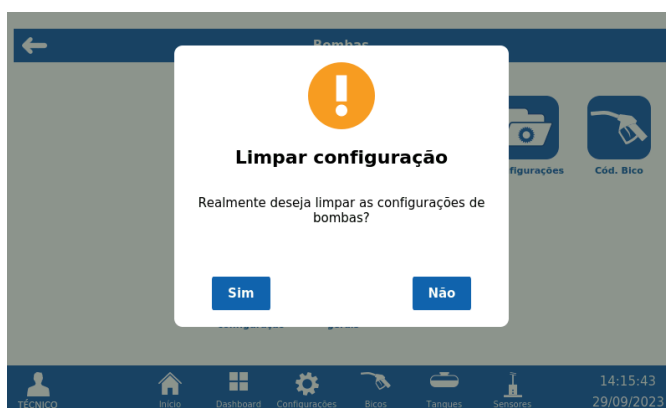 Bombas
Limpar configuração
Realmente deseja limpar as configurações de
bombas?
Sim
Não
figurações
Cód. Bico
configuração
gerais
TÉCNICO
Início
Dashboard
Configurações
Bicos
Tanques
Sensores
14:15:43
29/09/2023